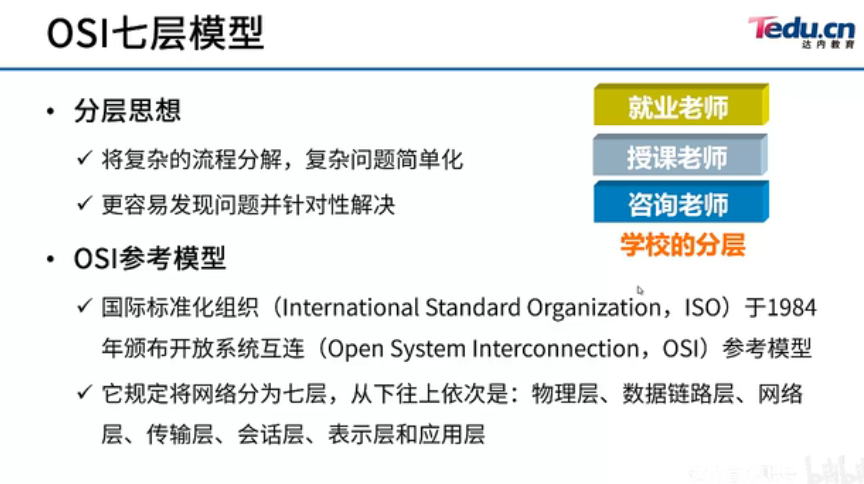 OSI七层模型
Tedu.cn
达内教育
• 分层思想
✓ 将复杂的流程分解，复杂问题简单化
✓ 更容易发现问题并针对性解决
就业老师
授课老师
咨询老师
学校的分层
• OSI参考模型
✓ 国际标准化组织（International Standard Organization，ISO）于1984
年颁布开放系统互连（Open System Interconnection，OSI）参考模型
✓ 它规定将网络分为七层，从下往上依次是：物理层、数据链路层、网络
层、传输层、会话层、表示层和应用层